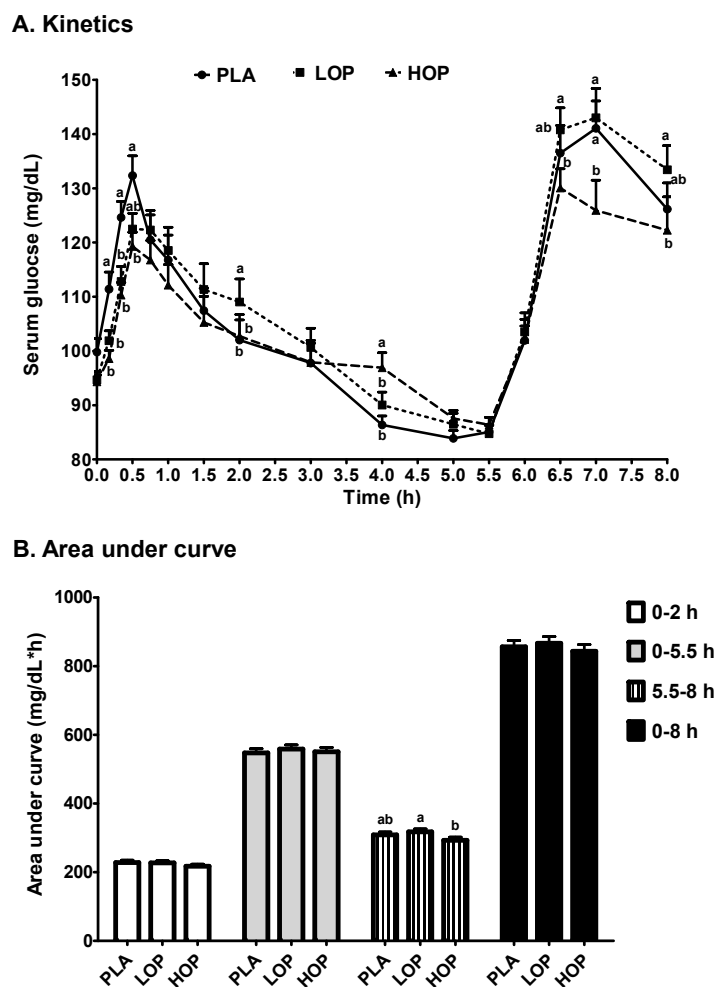 A. Kinetics
PLA LOP HOP
150
140
130
120
110
100
90
80
Serum gluocse (mg/dL)
a a a ab b b b b b
a b b
a b b
ab a b a a b ab b
0.0 0.5 1.0 1.5 2.0 2.5 3.0 3.5 4.0 4.5 5.0 5.5 6.0 6.5 7.0 7.5 8.0
Time (h)
B. Area under curve
1000
800
600
400
200
0
Area under curve (mg/dL*h)
0-2 h
0-5.5 h
5.5-8 h
0-8 h
ab a b
PLA LOP HOP PLA LOP HOP PLA LOP HOP PLA LOP HOP